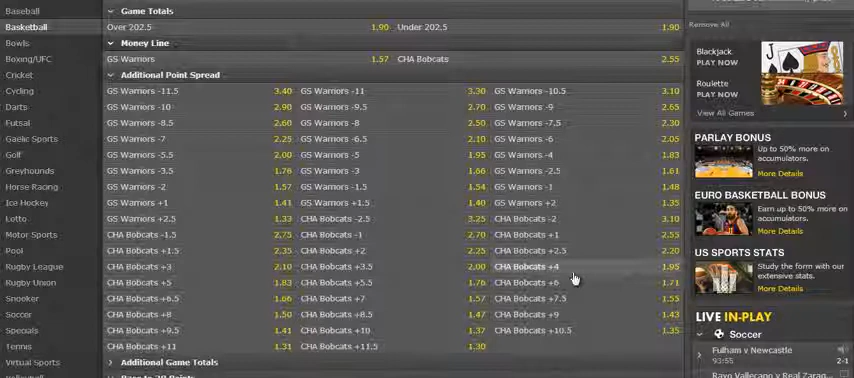 Baseball
Basketball
Bowls
Boxing/UFC
Cricket
Cycling
Darts
Futsal
Gaelic Sports
Golf
Greyhounds
Horse Racing
Ice Hockey
Lotto
Motor Sports
Pool
Rugby League
Rugby Union
Snooker
Soccer
Specials
Tennis
Virtual Sports
Game Totals
Over 202.5 1.90 Under 202.5 1.90
Money Line
GS Warriors 1.57 CHA Bobcats 2.55
Additional Point Spread
GS Warriors -11.5 3.40 GS Warriors -11 3.30 GS Warriors -10.5 3.10
GS Warriors -10 2.90 GS Warriors -9.5 2.70 GS Warriors -9 2.65
GS Warriors -8.5 2.60 GS Warriors -8 2.50 GS Warriors -7.5 2.30
GS Warriors -7 2.25 GS Warriors -6.5 2.10 GS Warriors -6 2.05
GS Warriors -5.5 2.00 GS Warriors -5 1.95 GS Warriors -4 1.83
GS Warriors -3.5 1.76 GS Warriors -3 1.66 GS Warriors -2.5 1.61
GS Warriors -2 1.57 GS Warriors -1.5 1.54 GS Warriors -1 1.48
GS Warriors +1 1.41 GS Warriors +1.5 1.40 GS Warriors +2 1.35
GS Warriors +2.5 1.33 CHA Bobcats -2.5 3.25 CHA Bobcats -2 3.10
CHA Bobcats -1.5 2.75 CHA Bobcats -1 2.70 CHA Bobcats +1 2.55
CHA Bobcats +1.5 2.35 CHA Bobcats +2 2.25 CHA Bobcats +2.5 2.20
CHA Bobcats +3 2.10 CHA Bobcats +3.5 2.00 CHA Bobcats +4 1.95
CHA Bobcats +5 1.83 CHA Bobcats +5.5 1.76 CHA Bobcats +6 1.71
CHA Bobcats +6.5 1.66 CHA Bobcats +7 1.57 CHA Bobcats +7.5 1.55
CHA Bobcats +8 1.50 CHA Bobcats +8.5 1.47 CHA Bobcats +9 1.43
CHA Bobcats +9.5 1.41 CHA Bobcats +10 1.37 CHA Bobcats +10.5 1.35
CHA Bobcats +11 1.31 CHA Bobcats +11.5 1.30
Additional Game Totals
Race to 20 Points
Remove All
Blackjack
PLAY NOW
Roulette
PLAY NOW
View All Games
PARLAY BONUS
Up to 50% more on
accumulators.
More Details
EURO BASKETBALL BONUS
Earn up to 50% more on
accumulators.
More Details
US SPORTS STATS
Study the form with our
extensive stats.
More Details
LIVE IN-PLAY
Soccer
Fulham v Newcastle
93:55 2-1
Rayo Vallecano v Real Zarag...